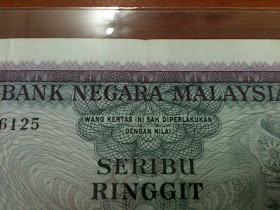 BANK NEGARA MALAYSIA
6125
WANG KERTAS INI SAH DIPERLAKUKAN
DENGAN NILAI
SERIBU
RINGGIT